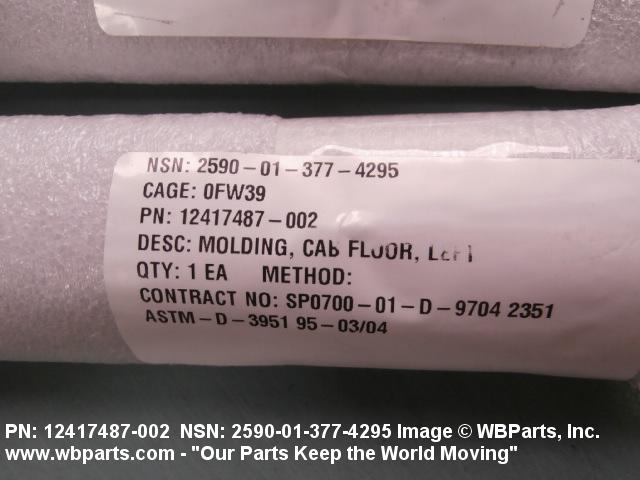 NSN: 2590-01-377-4295
CAGE: 0FW39
PN: 12417487-002
DESC: MOLDING, CAB FLOOR, LEFT
QTY: 1 EA METHOD:
CONTRACT NO: SP0700-01-D-9704 2351
ASTM-D-3951 95-03/04
PN: 12417487-002 NSN: 2590-01-377-4295 Image © WBParts, Inc.
www.wbparts.com - "Our Parts Keep the World Moving"